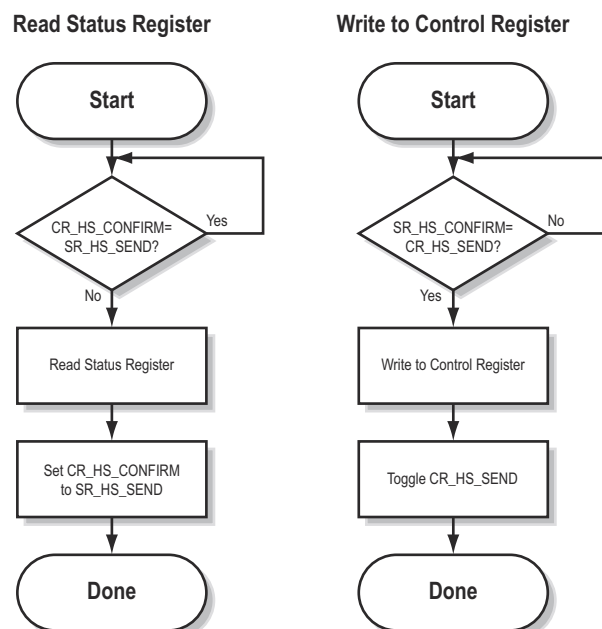 Read Status Register
Start
CR_HS_CONFIRM=
SR_HS_SEND?
Yes
No
Read Status Register
Set CR_HS_CONFIRM
to SR_HS_SEND
Done
Write to Control Register
Start
SR_HS_CONFIRM=
CR_HS_SEND?
No
Yes
Write to Control Register
Toggle CR_HS_SEND
Done